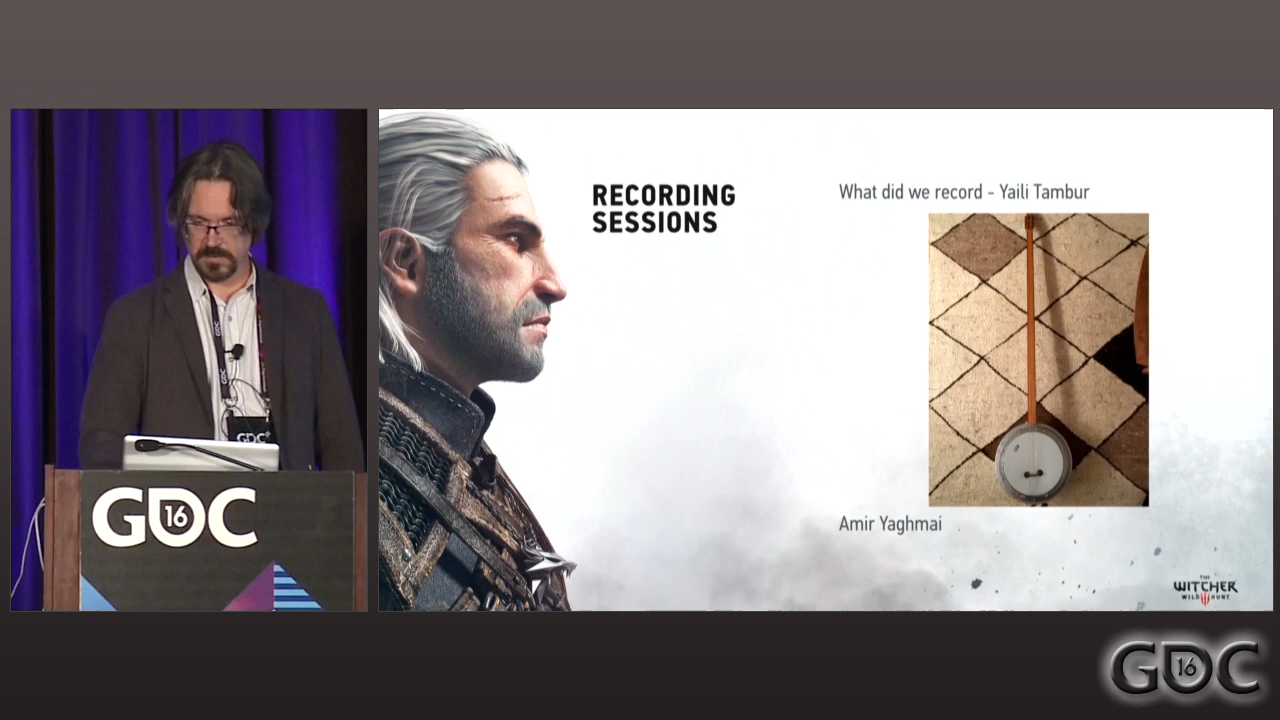 RECORDING
SESSIONS
What did we record - Yaili Tambur
Amir Yaghmai
THE
WITCHER
WILD HUNT
GDC
GDC
16
GDC
16